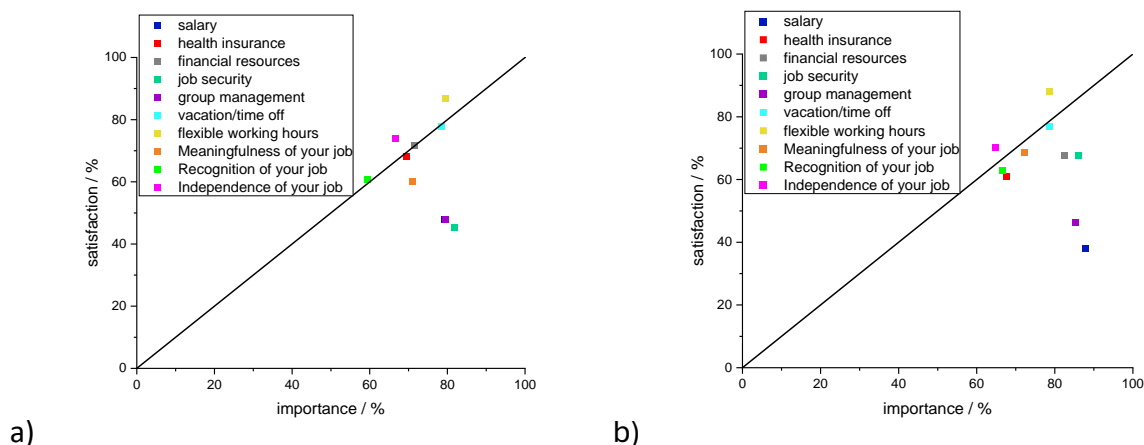 salary
health insurance
financial resources
job security
group management
vacation/time off
flexible working hours
Meaningfulness of your job
Recognition of your job
Independence of your job
100
80
60
40
20
0
satisfaction / %
0 20 40 60 80 100
importance / %
a)
salary
health insurance
financial resources
job security
group management
vacation/time off
flexible working hours
Meaningfulness of your job
Recognition of your job
Independence of your job
100
80
60
40
20
0
satisfaction / %
0 20 40 60 80 100
importance / %
b)